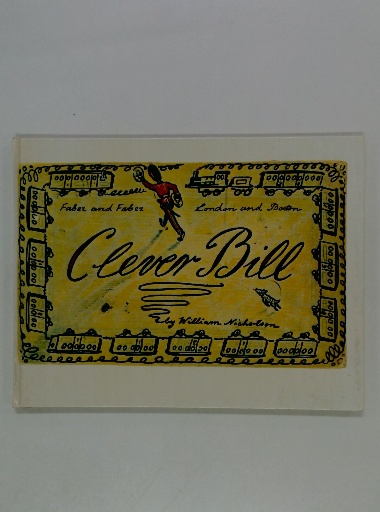 Faber and Faber London and Boston
Clever Bill
by William Nicholson